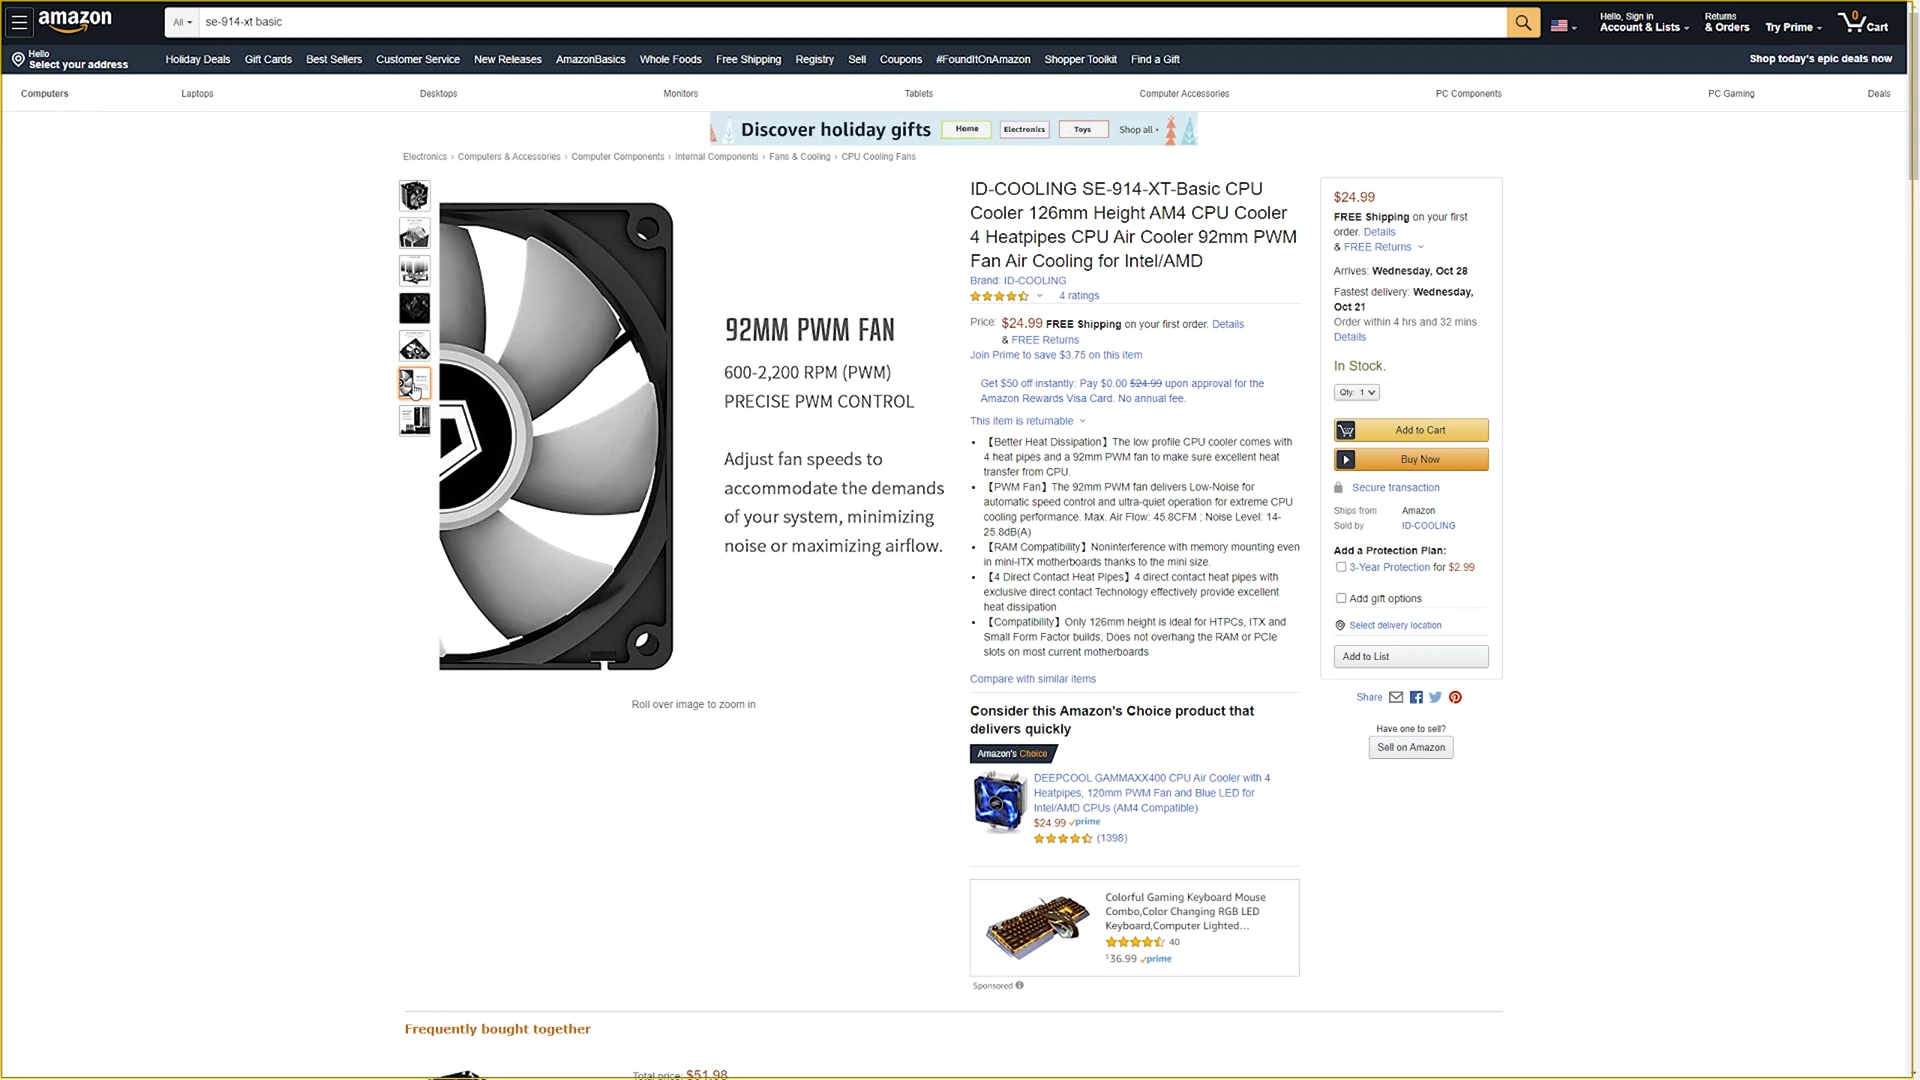 amazon
All
se-914-xt basic
Hello, Sign in
Account & Lists
Returns
& Orders
Try Prime
0
Cart
Hello
Select your address
Holiday Deals
Gift Cards
Best Sellers
Customer Service
New Releases
AmazonBasics
Whole Foods
Free Shipping
Registry
Sell
Coupons
#FoundItOnAmazon
Shopper Toolkit
Find a Gift
Shop today's epic deals now
Computers
Laptops
Desktops
Monitors
Tablets
Computer Accessories
PC Components
PC Gaming
Deals
Discover holiday gifts
Home
Electronics
Toys
Shop all ›
Electronics › Computers & Accessories › Computer Components › Internal Components › Fans & Cooling › CPU Cooling Fans
92MM PWM FAN
600-2,200 RPM (PWM)
PRECISE PWM CONTROL
Adjust fan speeds to
accommodate the demands
of your system, minimizing
noise or maximizing airflow.
Roll over image to zoom in
ID-COOLING SE-914-XT-Basic CPU
Cooler 126mm Height AM4 CPU Cooler
4 Heatpipes CPU Air Cooler 92mm PWM
Fan Air Cooling for Intel/AMD
Brand: ID-COOLING
4 ratings
Price: $24.99 FREE Shipping on your first order. Details
& FREE Returns
Join Prime to save $3.75 on this item
Get $50 off instantly: Pay $0.00 $24.99 upon approval for the
Amazon Rewards Visa Card. No annual fee.
This item is returnable
• 【Better Heat Dissipation】The low profile CPU cooler comes with
4 heat pipes and a 92mm PWM fan to make sure excellent heat
transfer from CPU.
• 【PWM Fan】The 92mm PWM fan delivers Low-Noise for
automatic speed control and ultra-quiet operation for extreme CPU
cooling performance. Max. Air Flow: 45.8CFM ; Noise Level: 14-
25.8dB(A)
• 【RAM Compatibility】Noninterference with memory mounting even
in mini-ITX motherboards thanks to the mini size.
• 【4 Direct Contact Heat Pipes】4 direct contact heat pipes with
exclusive direct contact Technology effectively provide excellent
heat dissipation
• 【Compatibility】Only 126mm height is ideal for HTPCs, ITX and
Small Form Factor builds; Does not overhang the RAM or PCIe
slots on most current motherboards
Compare with similar items
Consider this Amazon's Choice product that
delivers quickly
Amazon's Choice
DEEPCOOL GAMMAXX400 CPU Air Cooler with 4
Heatpipes, 120mm PWM Fan and Blue LED for
Intel/AMD CPUs (AM4 Compatible)
$24.99 prime
(1398)
Colorful Gaming Keyboard Mouse
Combo,Color Changing RGB LED
Keyboard,Computer Lighted…
40
$36.99 prime
Sponsored
$24.99
FREE Shipping on your first
order. Details
& FREE Returns
Arrives: Wednesday, Oct 28
Fastest delivery: Wednesday,
Oct 21
Order within 4 hrs and 32 mins
Details
In Stock.
Qty: 1
Add to Cart
Buy Now
Secure transaction
Ships from Amazon
Sold by ID-COOLING
Add a Protection Plan:
3-Year Protection for $2.99
Add gift options
Select delivery location
Add to List
Share
Have one to sell?
Sell on Amazon
Frequently bought together
Total price: $51.98